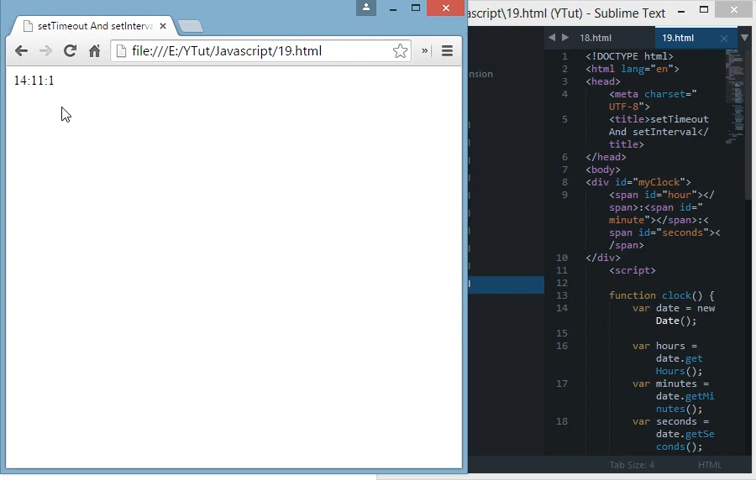 setTimeout And setInterva
file:///E:/YTut/Javascript/19.html
»
14:11:1
ascript\19.html (YTut) - Sublime Text
18.html
19.html
ension
1 <!DOCTYPE html>
2 <html lang="en">
3 <head>
4 <meta charset="
UTF-8">
5 <title>setTimeout
And setInterval</
title>
6 </head>
7 <body>
8 <div id="myClock">
9 <span id="hour"></
span>:<span id="
minute"></span>:<
span id="seconds"><
/span>
10 </div>
11 <script>
12
13 function clock() {
14 var date = new
Date();
15
16 var hours =
date.get
Hours();
17 var minutes =
date.getMi
nutes();
18 var seconds =
date.getSe
conds();
Tab Size: 4
HTML